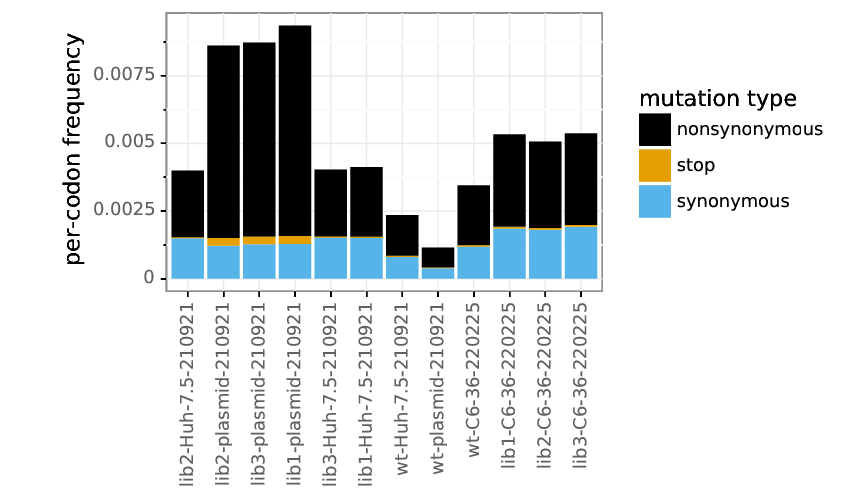 per-codon frequency
0.0075
0.005
0.0025
0
lib2-Huh-7.5-210921
lib2-plasmid-210921
lib3-plasmid-210921
lib1-plasmid-210921
lib3-Huh-7.5-210921
lib1-Huh-7.5-210921
wt-Huh-7.5-210921
wt-plasmid-210921
wt-C6-36-220225
lib1-C6-36-220225
lib2-C6-36-220225
lib3-C6-36-220225
mutation type
nonsynonymous
stop
synonymous